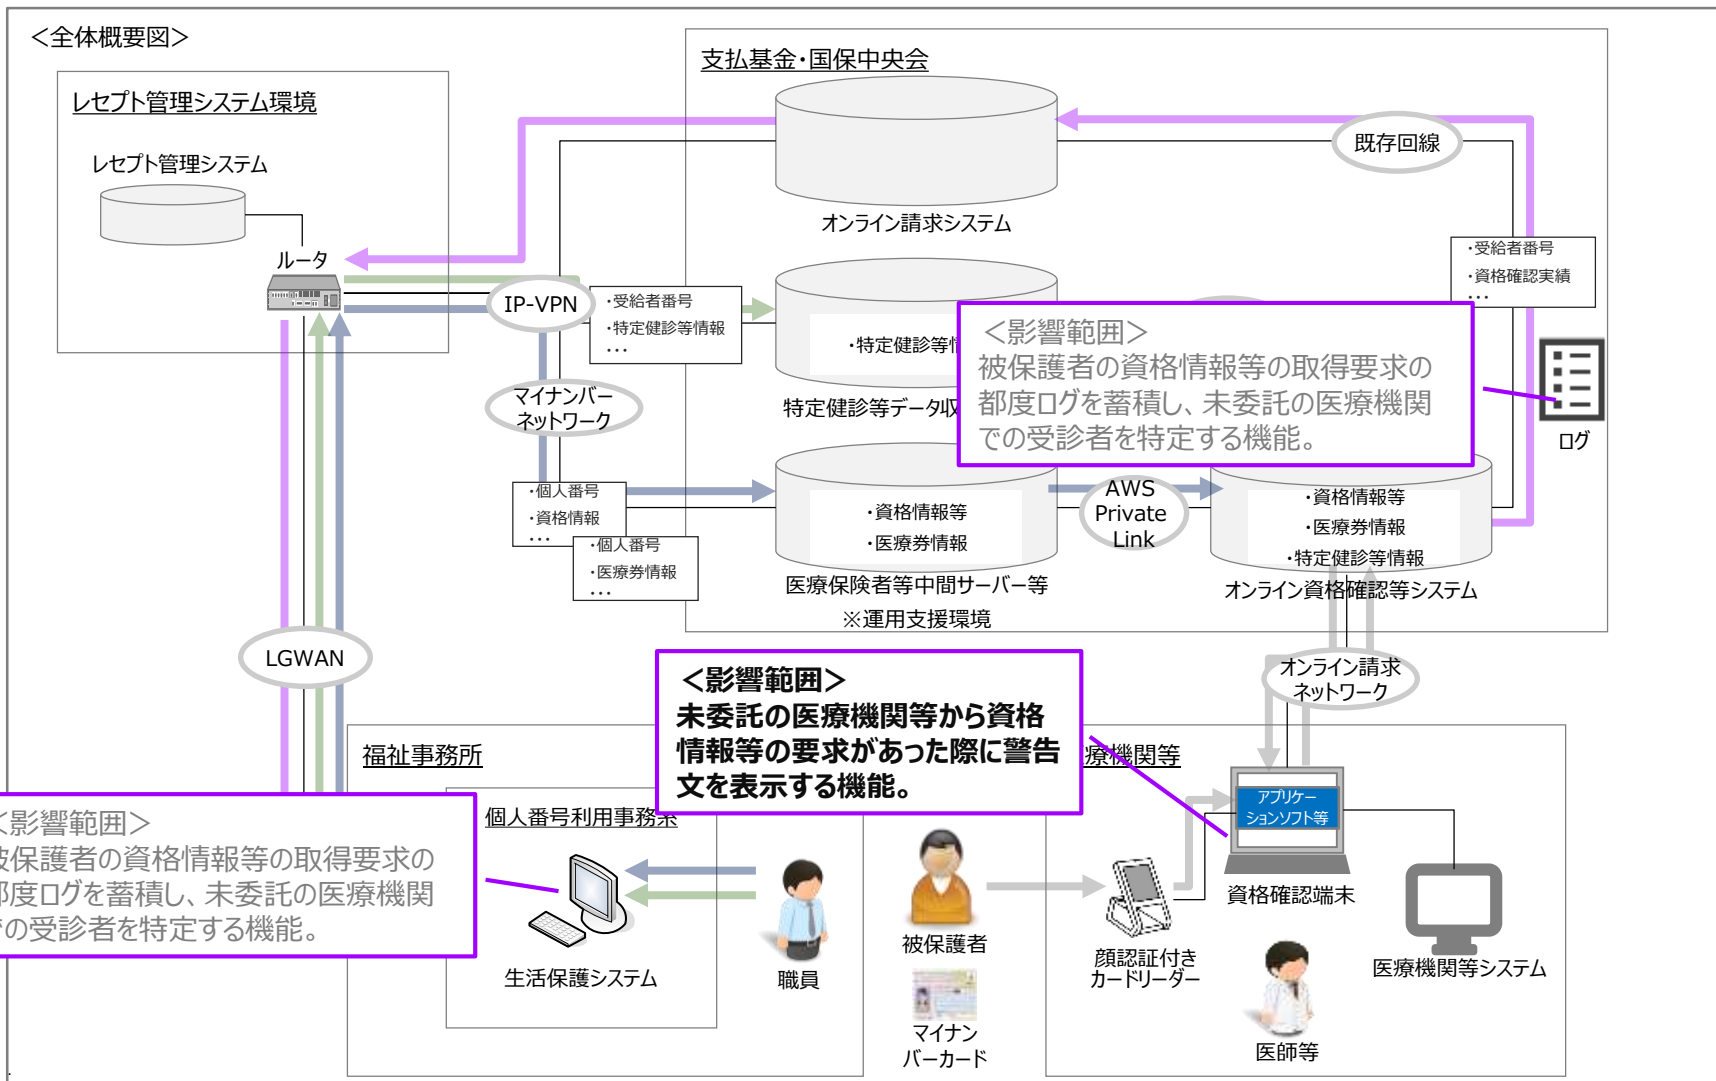 ＜全体概要図＞
レセプト管理システム環境
レセプト管理システム
ルータ
支払基金・国保中央会
オンライン請求システム
既存回線
・受給者番号
・資格確認実績
・・・
IP-VPN
・受給者番号
・特定健診等情報
・・・
・特定健診等情
特定健診等データ収
＜影響範囲＞
被保護者の資格情報等の取得要求の
都度ログを蓄積し、未委託の医療機関
での受診者を特定する機能。
ログ
マイナンバー
ネットワーク
・個人番号
・資格情報
・・・
・個人番号
・医療券情報
・・・
・資格情報等
・医療券情報
医療保険者等中間サーバー等
※運用支援環境
AWS
Private
Link
・資格情報等
・医療券情報
・特定健診等情報
オンライン資格確認等システム
LGWAN
オンライン請求
ネットワーク
＜影響範囲＞
未委託の医療機関等から資格
情報等の要求があった際に警告
文を表示する機能。
福祉事務所
個人番号利用事務系
＜影響範囲＞
被保護者の資格情報等の取得要求の
都度ログを蓄積し、未委託の医療機関
での受診者を特定する機能。
生活保護システム
職員
被保護者
マイナン
バーカード
療機関等
アプリケー
ションソフト等
資格確認端末
顔認証付き
カードリーダー
医師等
医療機関等システム